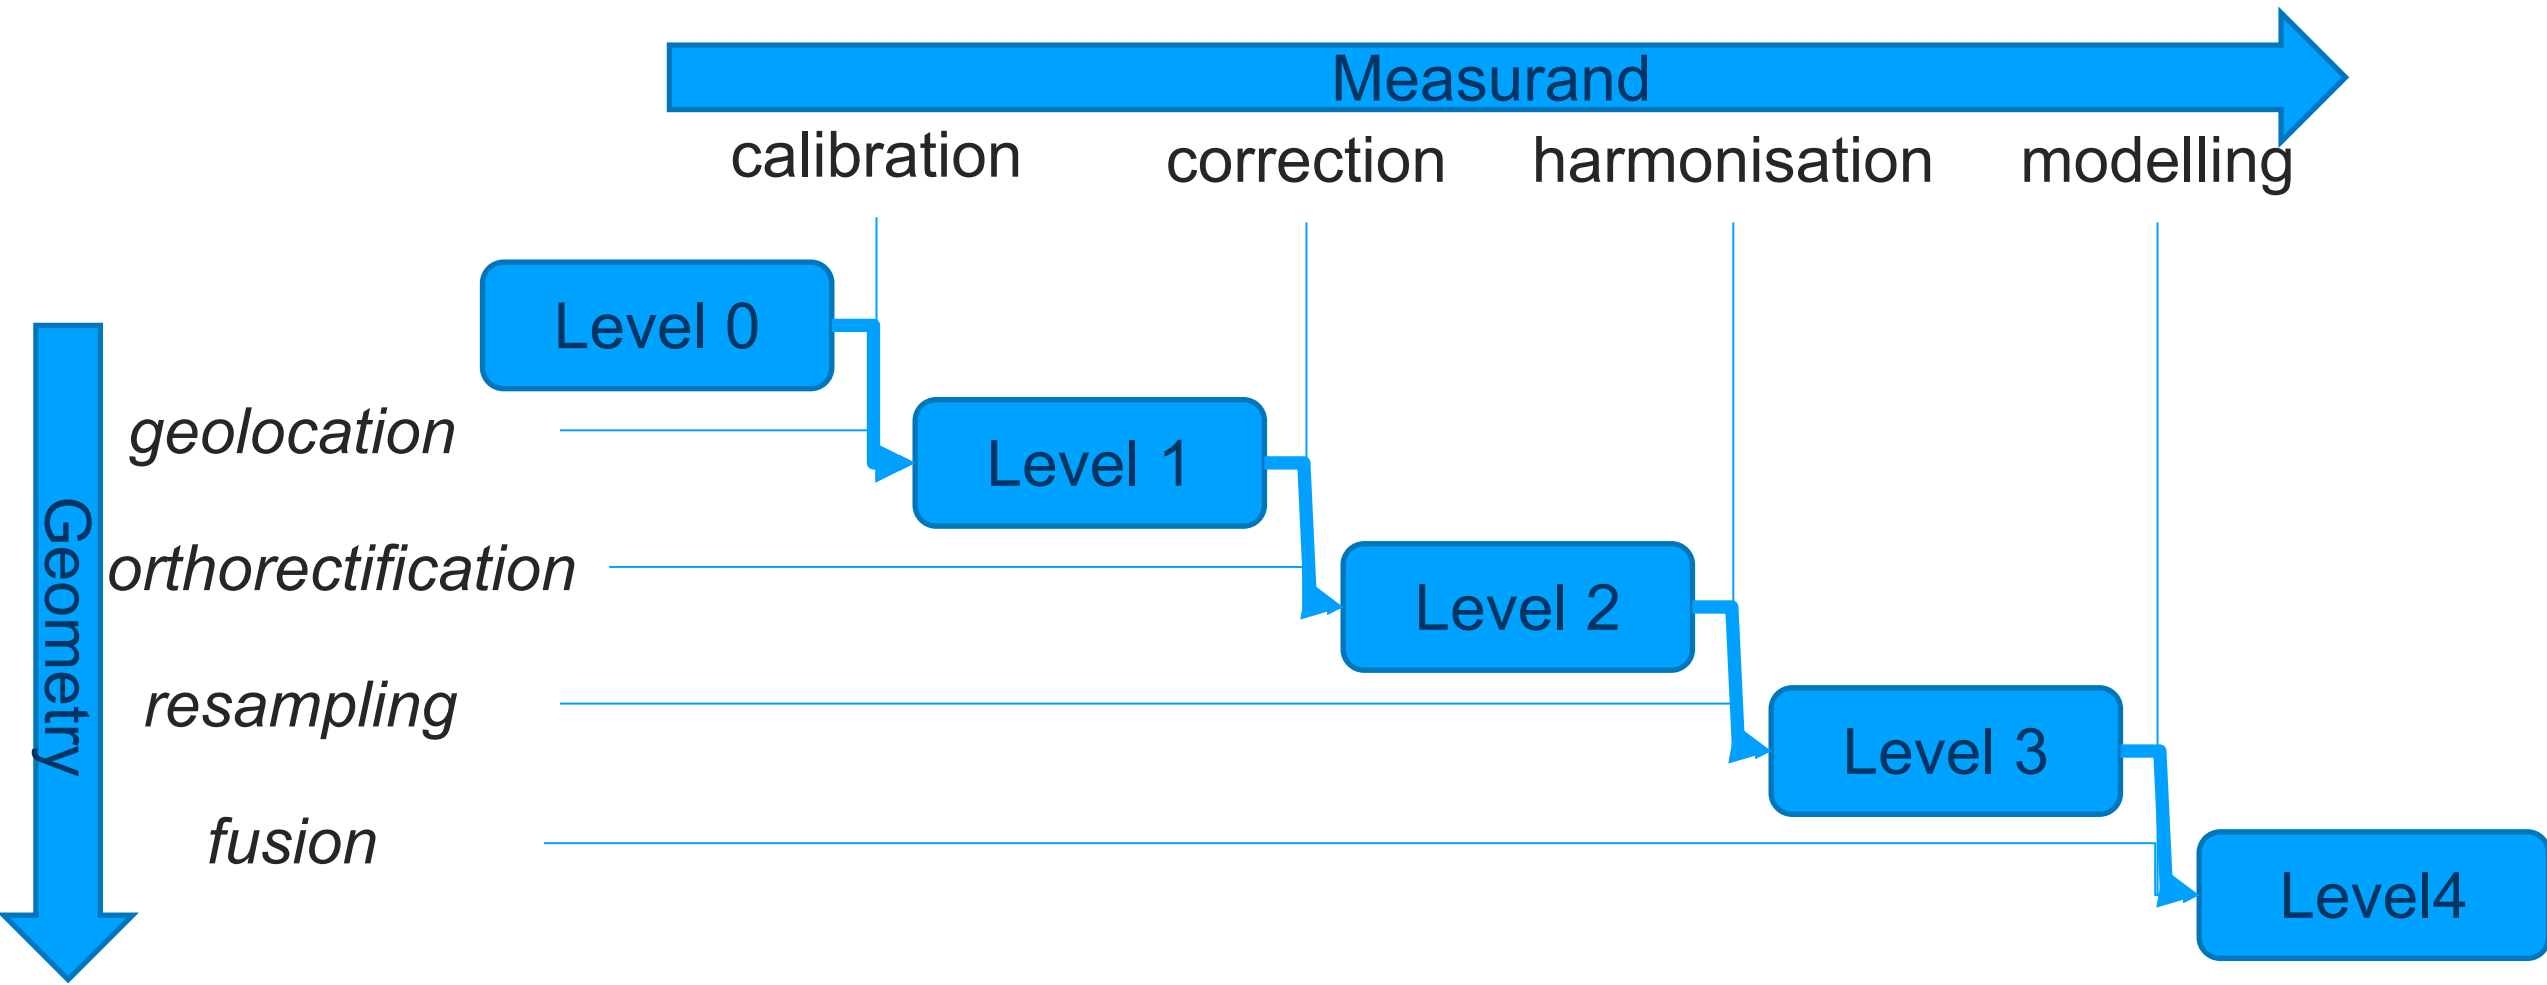 Measurand
calibration
correction
harmonisation
modelling
Level 0
geolocation
Level 1
Geometry
orthorectification
Level 2
resampling
Level 3
fusion
Level4